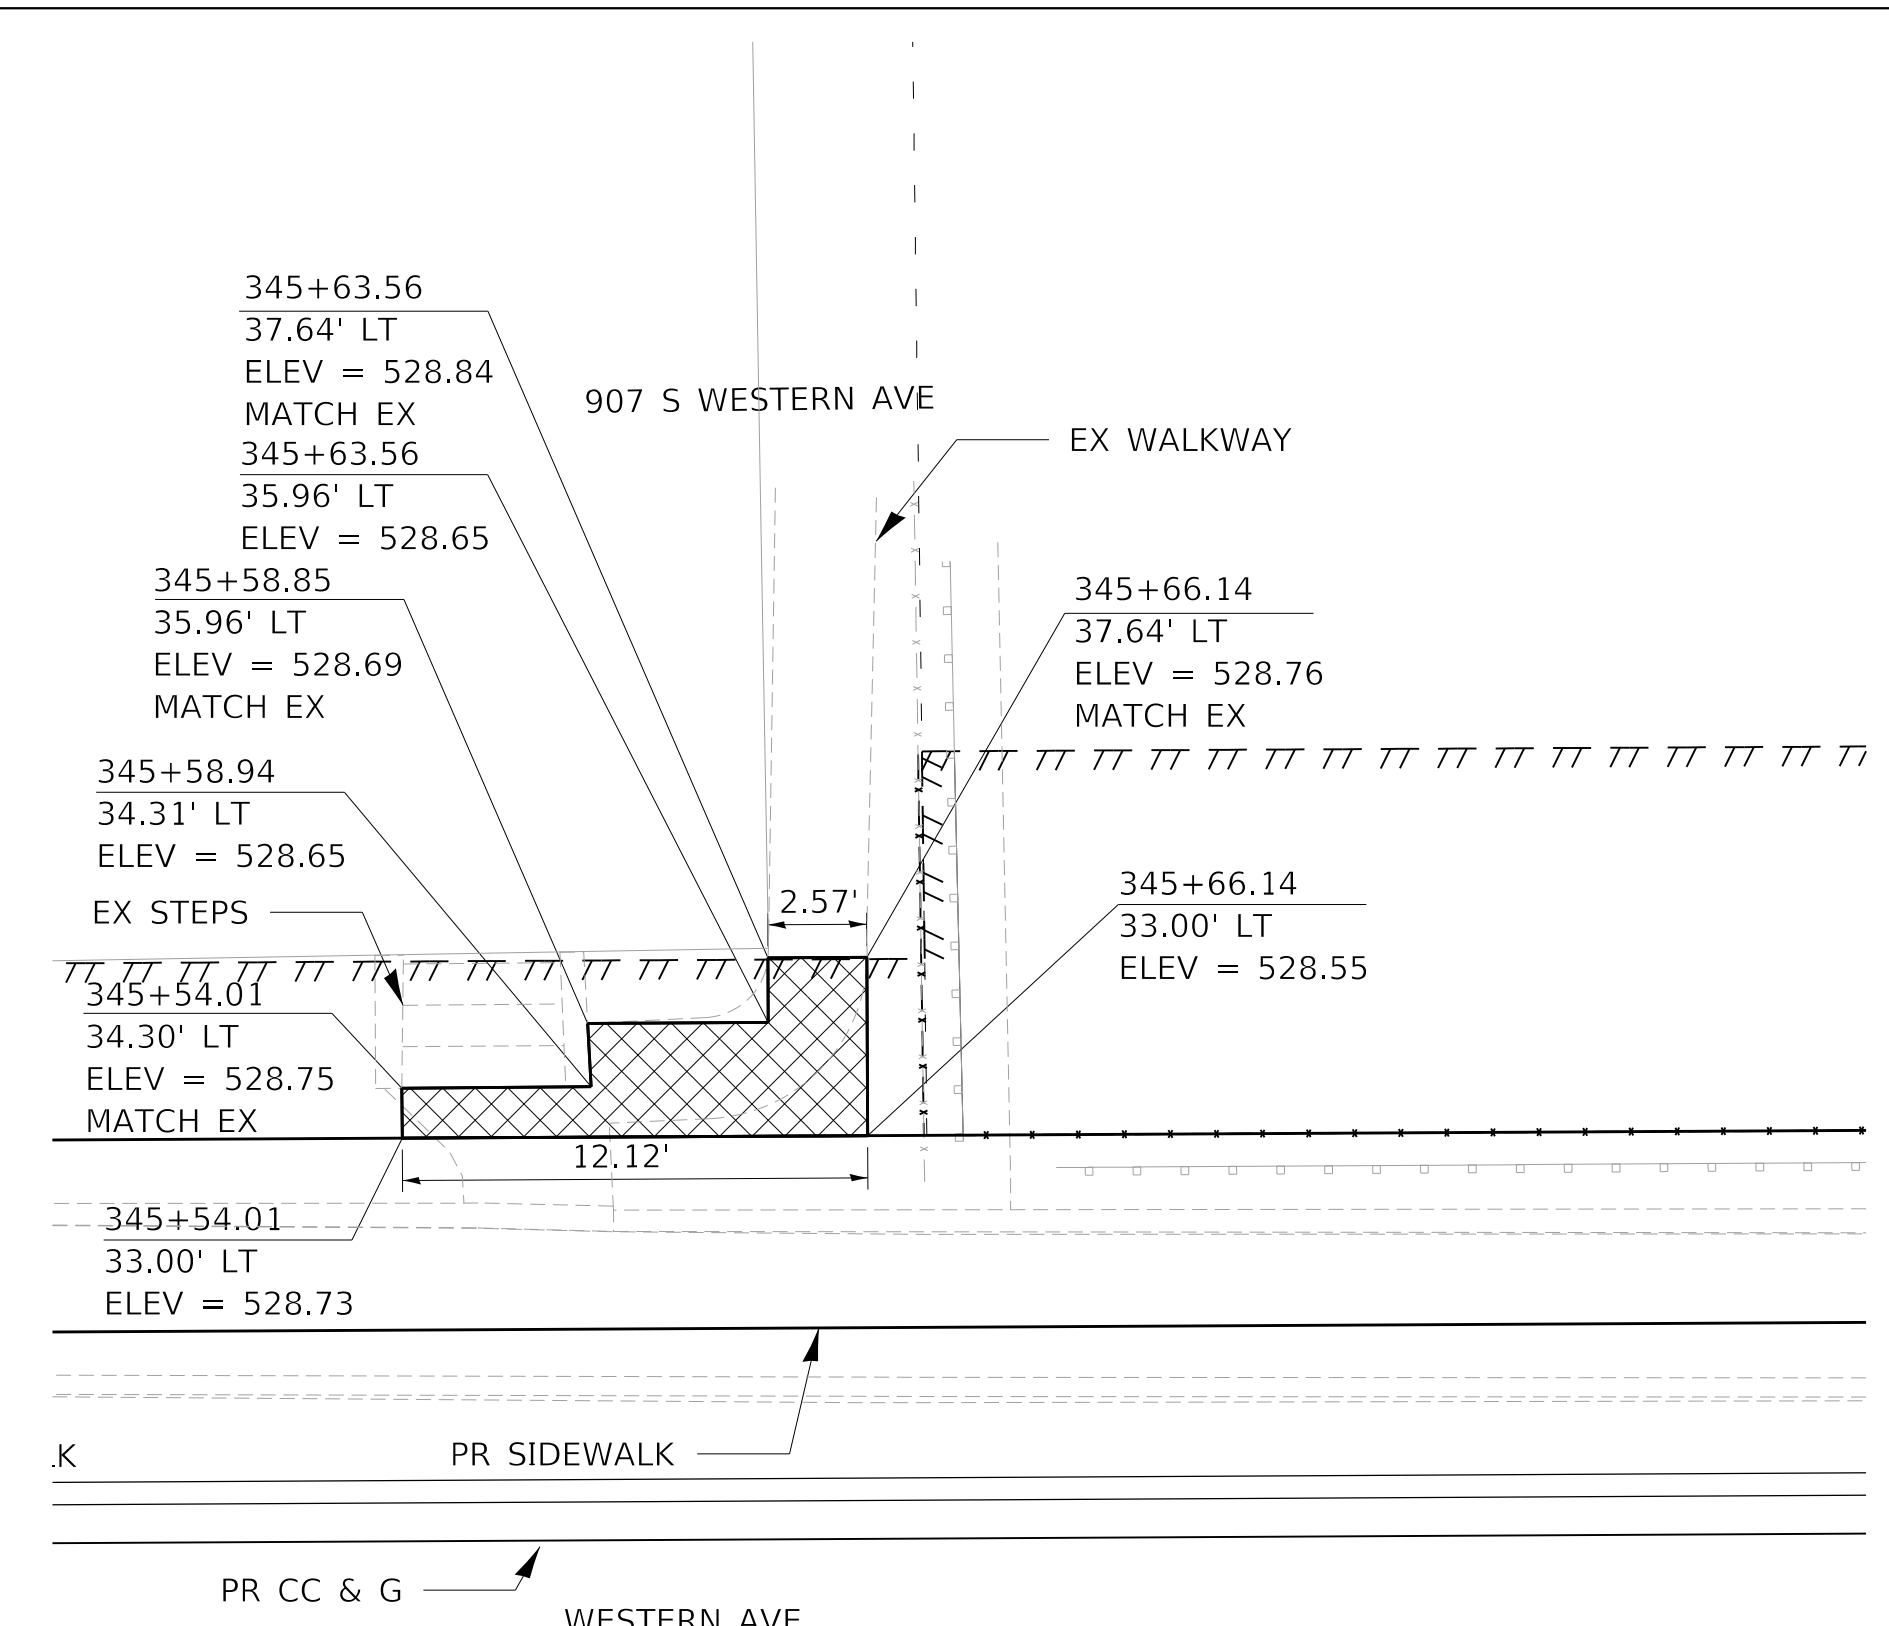 345+63.56
37.64' LT
ELEV = 528.84
MATCH EX
345+63.56
35.96' LT
ELEV = 528.65
345+58.85
35.96' LT
ELEV = 528.69
MATCH EX
345+58.94
34.31' LT
ELEV = 528.65
EX STEPS
345+54.01
34.30' LT
ELEV = 528.75
MATCH EX
345+54.01
33.00' LT
ELEV = 528.73
907 S WESTERN AVE
EX WALKWAY
345+66.14
37.64' LT
ELEV = 528.76
MATCH EX
345+66.14
33.00' LT
ELEV = 528.55
2.57'
12.12'
PR SIDEWALK
.K
PR CC & G
WESTERN AVE